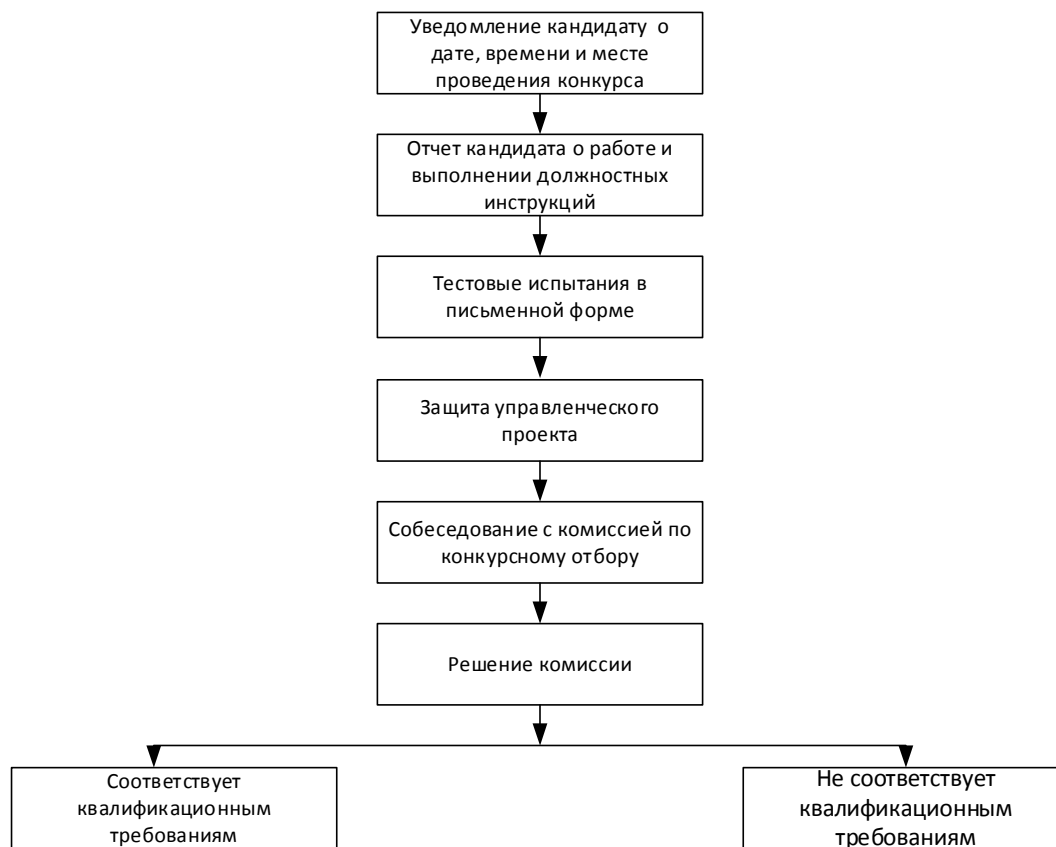 Уведомление кандидату о
дате, времени и месте
проведения конкурса
Отчет кандидата о работе и
выполнении должностных
инструкций
Тестовые испытания в
письменной форме
Защита управленческого
проекта
Собеседование с комиссией по
конкурсному отбору
Решение комиссии
Соответствует
квалификационным
требованиям
Не соответствует
квалификационным
требованиям